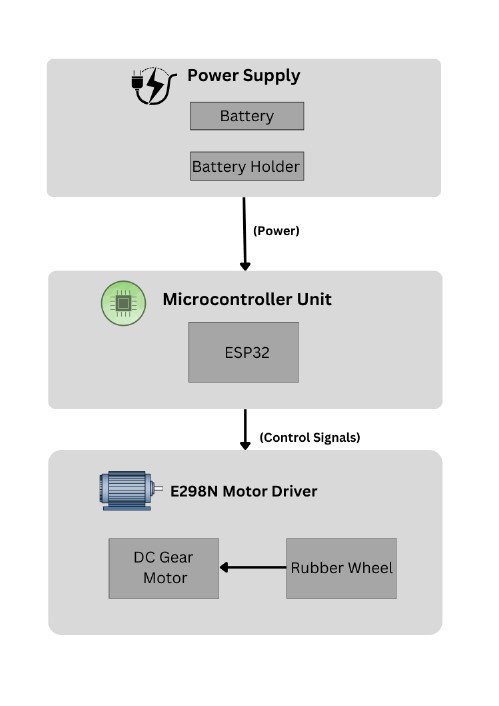 Power Supply
Battery
Battery Holder
(Power)
Microcontroller Unit
ESP32
(Control Signals)
E298N Motor Driver
DC Gear
Motor
Rubber Wheel